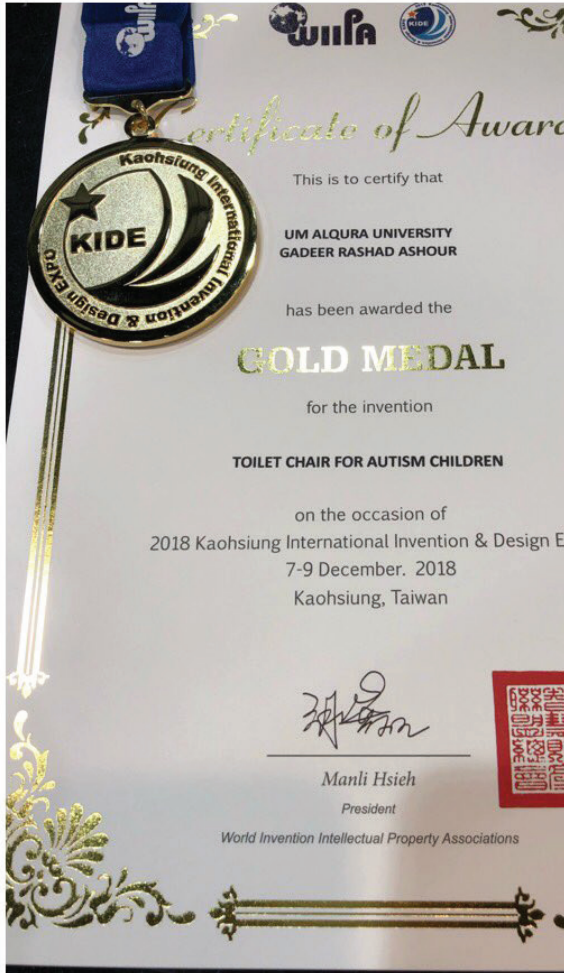 WIIPA
WIIPA
KIDE
ertificate of Awar
Kaohsiung International Invention & Design EXPO
KIDE
This is to certify that
UM ALQURA UNIVERSITY
GADEER RASHAD ASHOUR
has been awarded the
GOLD MEDAL
for the invention
TOILET CHAIR FOR AUTISM CHILDREN
on the occasion of
2018 Kaohsiung International Invention & Design E
7-9 December. 2018
Kaohsiung, Taiwan
Manli Hsieh
President
World Invention Intellectual Property Associations